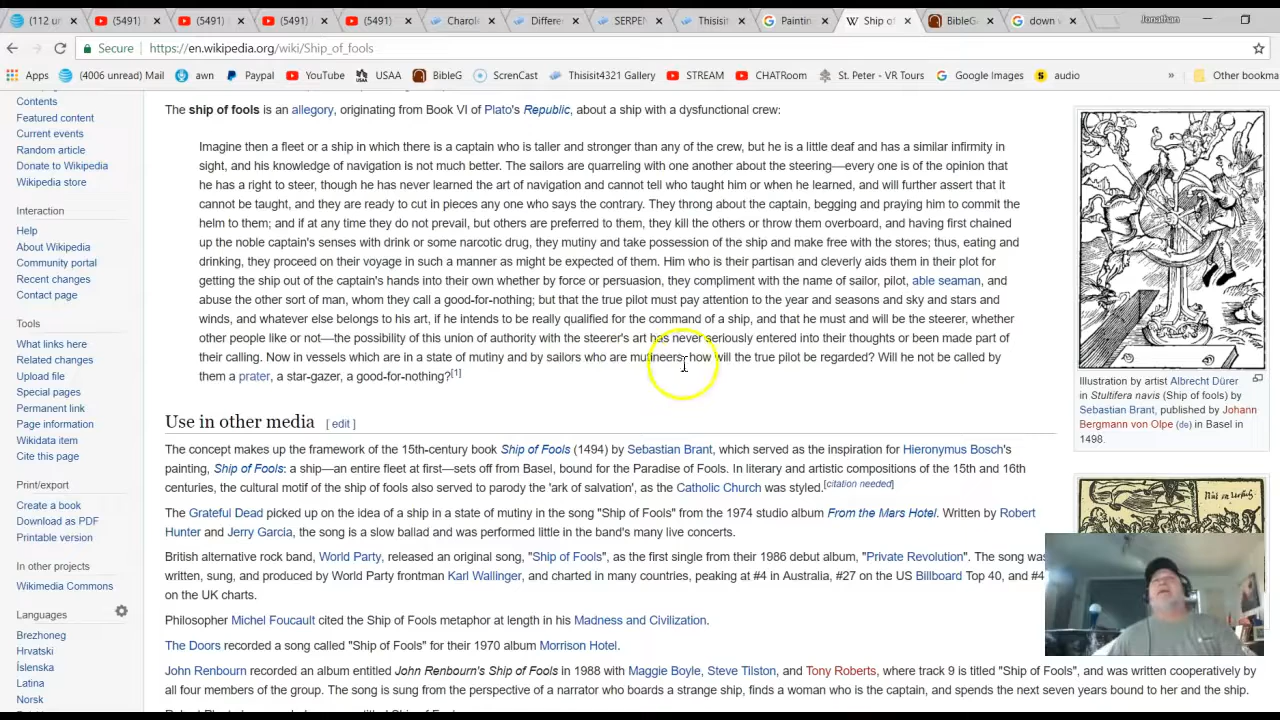 (112 ur
(5491)
(5491)
(5491)
(5491)
Charol
Differe
SERPE
Thisisit
Paintin
Ship of
BibleG
down v
Jonathan
Secure
https://en.wikipedia.org/wiki/Ship_of_fools
Apps
(4006 unread) Mail
awn
Paypal
YouTube
USAA
BibleG
ScrenCast
Thisisit4321 Gallery
STREAM
CHATRoom
St. Peter - VR Tours
Google Images
audio
»
Other bookma
Contents
Featured content
Current events
Random article
Donate to Wikipedia
Wikipedia store
Interaction
Help
About Wikipedia
Community portal
Recent changes
Contact page
Tools
What links here
Related changes
Upload file
Special pages
Permanent link
Page information
Wikidata item
Cite this page
Print/export
Create a book
Download as PDF
Printable version
In other projects
Wikimedia Commons
Languages
Brezhoneg
Hrvatski
Íslenska
Latina
Norsk
The ship of fools is an allegory, originating from Book VI of Plato's Republic, about a ship with a dysfunctional crew:
Imagine then a fleet or a ship in which there is a captain who is taller and stronger than any of the crew, but he is a little deaf and has a similar infirmity in
sight, and his knowledge of navigation is not much better. The sailors are quarreling with one another about the steering—every one is of the opinion that
he has a right to steer, though he has never learned the art of navigation and cannot tell who taught him or when he learned, and will further assert that it
cannot be taught, and they are ready to cut in pieces any one who says the contrary. They throng about the captain, begging and praying him to commit the
helm to them; and if at any time they do not prevail, but others are preferred to them, they kill the others or throw them overboard, and having first chained
up the noble captain's senses with drink or some narcotic drug, they mutiny and take possession of the ship and make free with the stores; thus, eating and
drinking, they proceed on their voyage in such a manner as might be expected of them. Him who is their partisan and cleverly aids them in their plot for
getting the ship out of the captain's hands into their own whether by force or persuasion, they compliment with the name of sailor, pilot, able seaman, and
abuse the other sort of man, whom they call a good-for-nothing; but that the true pilot must pay attention to the year and seasons and sky and stars and
winds, and whatever else belongs to his art, if he intends to be really qualified for the command of a ship, and that he must and will be the steerer, whether
other people like or not—the possibility of this union of authority with the steerer's art has never seriously entered into their thoughts or been made part of
their calling. Now in vessels which are in a state of mutiny and by sailors who are mutineers, how will the true pilot be regarded? Will he not be called by
them a prater, a star-gazer, a good-for-nothing?[1]
Use in other media [ edit ]
The concept makes up the framework of the 15th-century book Ship of Fools (1494) by Sebastian Brant, which served as the inspiration for Hieronymus Bosch's
painting, Ship of Fools: a ship—an entire fleet at first—sets off from Basel, bound for the Paradise of Fools. In literary and artistic compositions of the 15th and 16th
centuries, the cultural motif of the ship of fools also served to parody the 'ark of salvation', as the Catholic Church was styled.[citation needed]
The Grateful Dead picked up on the idea of a ship in a state of mutiny in the song "Ship of Fools" from the 1974 studio album From the Mars Hotel. Written by Robert
Hunter and Jerry Garcia, the song is a slow ballad and was performed little in the band's many live concerts.
British alternative rock band, World Party, released an original song, "Ship of Fools", as the first single from their 1986 debut album, "Private Revolution". The song was
written, sung, and produced by World Party frontman Karl Wallinger, and charted in many countries, peaking at #4 in Australia, #27 on the US Billboard Top 40, and #4
on the UK charts.
Philosopher Michel Foucault cited the Ship of Fools metaphor at length in his Madness and Civilization.
The Doors recorded a song called "Ship of Fools" for their 1970 album Morrison Hotel.
John Renbourn recorded an album entitled John Renbourn's Ship of Fools in 1988 with Maggie Boyle, Steve Tilston, and Tony Roberts, where track 9 is titled "Ship of Fools", and was written cooperatively by
all four members of the group. The song is sung from the perspective of a narrator who boards a strange ship, finds a woman who is the captain, and spends the next seven years bound to her and the ship.
Illustration by artist Albrecht Dürer
in Stultifera navis (Ship of fools) by
Sebastian Brant, published by Johann
Bergmann von Olpe (de) in Basel in
1498.